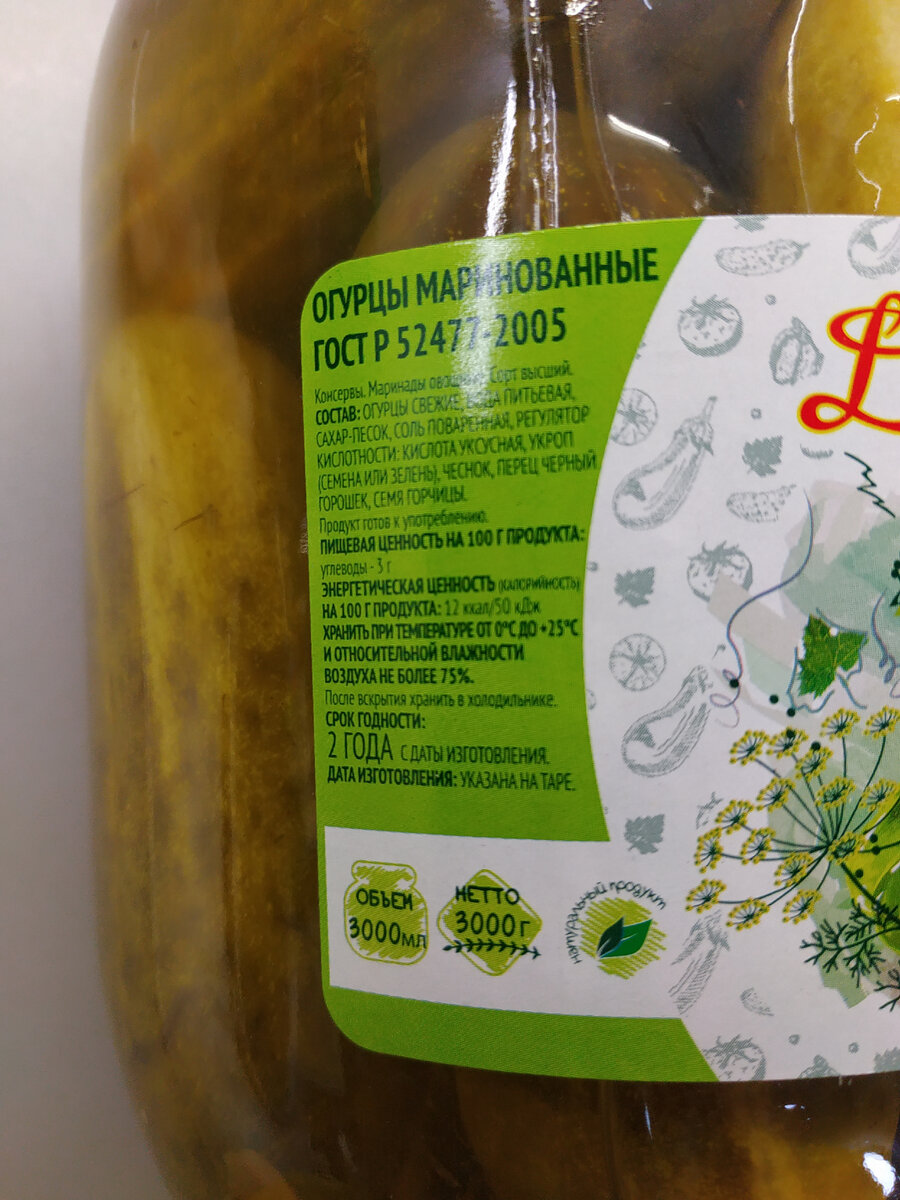 ОГУРЦЫ МАРИНОВАННЫЕ
ГОСТ Р 52477-2005
Консервы. Маринады Сорт высший.
СОСТАВ: ОГУРЦЫ СВЕЖИЕ, ВОДА ПИТЬЕВАЯ,
САХАР-ПЕСОК, СОЛЬ ПОВАРЕННАЯ, РЕГУЛЯТОР
КИСЛОТНОСТИ: КИСЛОТА УКСУСНАЯ, УКРОП
(СЕМЕНА ИЛИ ЗЕЛЕНЬ), ЧЕСНОК, ПЕРЕЦ ЧЕРНЫЙ
ГОРОШЕК, СЕМЯ ГОРЧИЦЫ.
Продукт готов к употреблению.
ПИЩЕВАЯ ЦЕННОСТЬ НА 100 Г ПРОДУКТА:
углеводы - 3 г
ЭНЕРГЕТИЧЕСКАЯ ЦЕННОСТЬ (КАЛОРИЙНОСТЬ)
НА 100 Г ПРОДУКТА: 12 ккал/50 кДж
ХРАНИТЬ ПРИ ТЕМПЕРАТУРЕ ОТ 0°С ДО +25°С
И ОТНОСИТЕЛЬНОЙ ВЛАЖНОСТИ
ВОЗДУХА НЕ БОЛЕЕ 75%.
После вскрытия хранить в холодильнике.
СРОК ГОДНОСТИ:
2 ГОДА С ДАТЫ ИЗГОТОВЛЕНИЯ.
ДАТА ИЗГОТОВЛЕНИЯ: УКАЗАНА НА ТАРЕ.
ОБЪЕМ
3000мл
НЕТТО
3000г
натуральный продукт